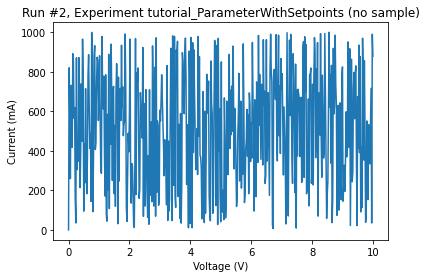 Run #2, Experiment tutorial_ParameterWithSetpoints (no sample)
1000
800
600
400
200
0
Current (mA)
0 2 4 6 8 10
Voltage (V)